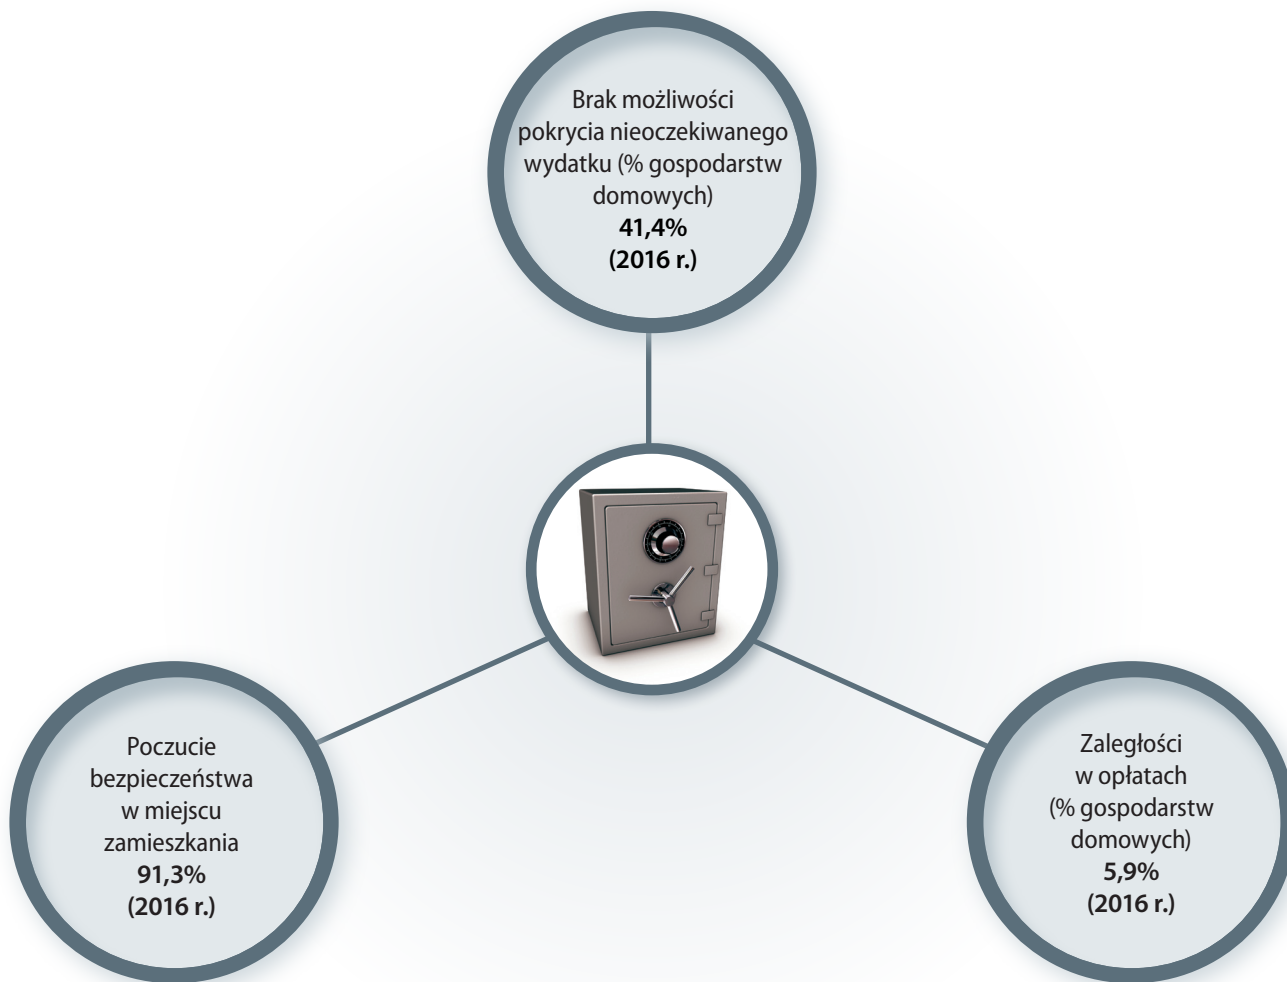 Brak możliwości
pokrycia nieoczekiwanego
wydatku (% gospodarstw
domowych)
41,4%
(2016 r.)
Poczucie
bezpieczeństwa
w miejscu
zamieszkania
91,3%
(2016 r.)
Zaległości
w opłatach
(% gospodarstw
domowych)
5,9%
(2016 r.)